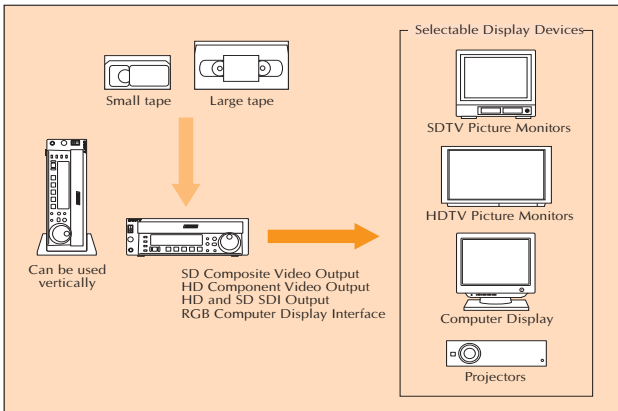 Selectable Display Devices
Small tape
Large tape
SDTV Picture Monitors
HDTV Picture Monitors
Can be used
vertically
SONY
SD Composite Video Output
HD Component Video Output
HD and SD SDI Output
RGB Computer Display Interface
Computer Display
Projectors